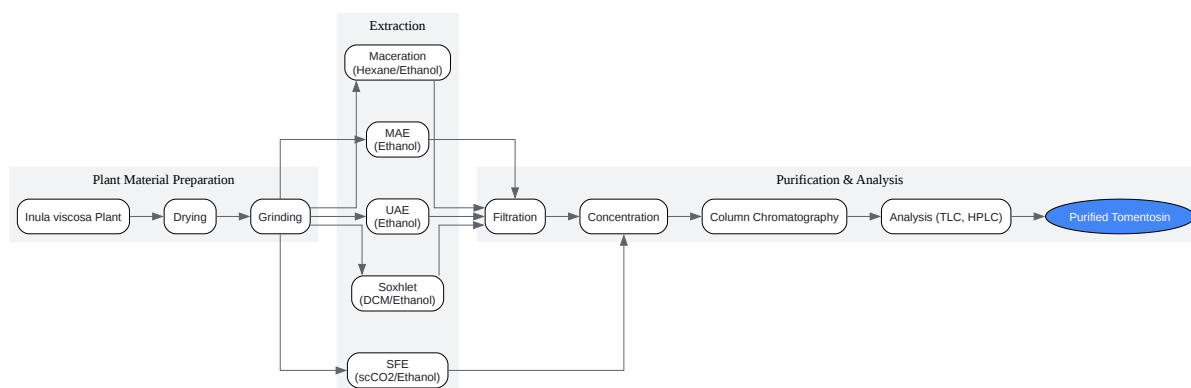 Extraction
Maceration
(Hexane/Ethanol)
MAE
(Ethanol)
Plant Material Preparation
Purification & Analysis
Inula viscosa Plant
Drying
Grinding
UAE
(Ethanol)
Filtration
Concentration
Column Chromatography
Analysis (TLC, HPLC)
Purified Tomentosin
Soxhlet
(DCM/Ethanol)
SFE
(scCO2/Ethanol)